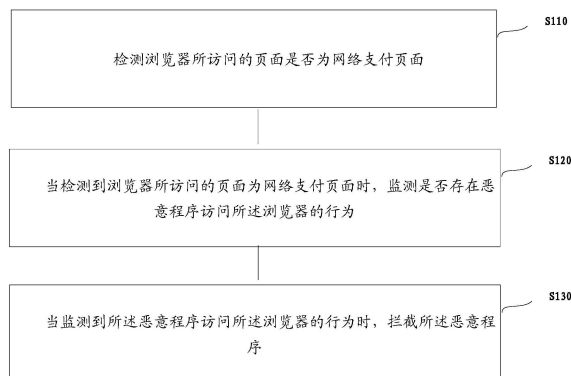 S110
检测浏览器所访问的页面是否为网络支付页面
S120
当检测到浏览器所访问的页面为网络支付页面时，监测是否存在恶
意程序访问所述浏览器的行为
S130
当监测到所述恶意程序访问所述浏览器的行为时，拦截所述恶意程
序